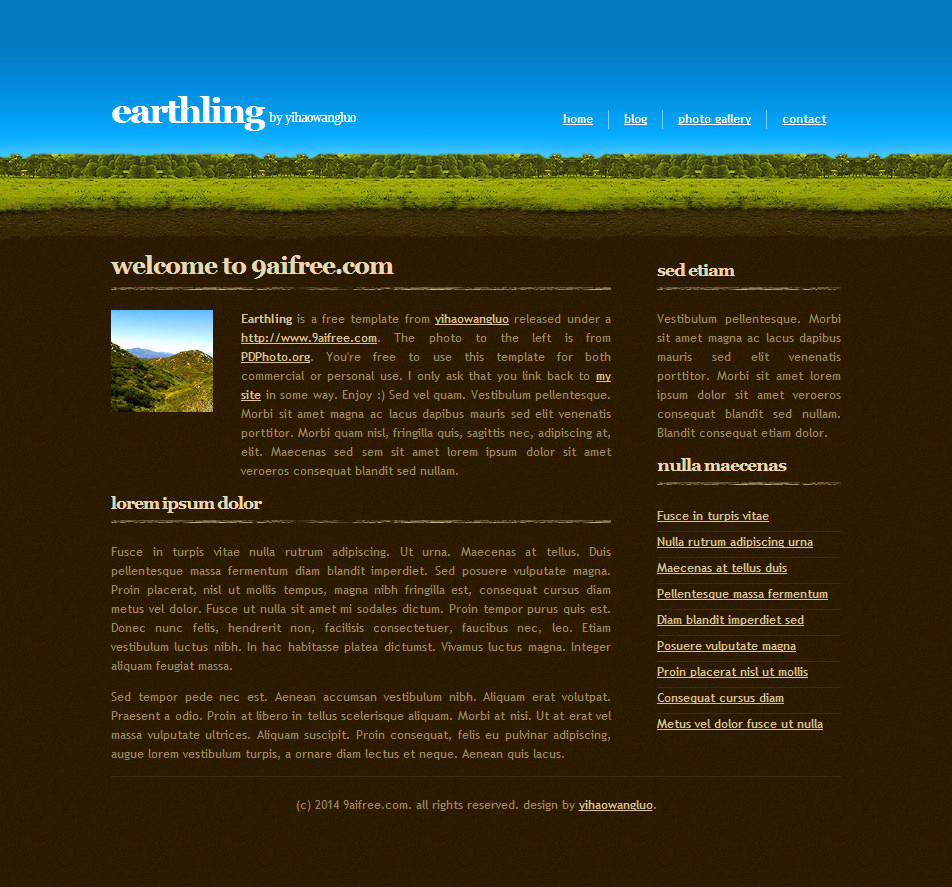 earthling by yihaowangluo
home blog photo gallery contact
welcome to 9aifree.com
Earthling is a free template from yihaowangluo released under a
http://www.9aifree.com. The photo to the left is from
PDPhoto.org. You're free to use this template for both
commercial or personal use. I only ask that you link back to my
site in some way. Enjoy :) Sed vel quam. Vestibulum pellentesque.
Morbi sit amet magna ac lacus dapibus mauris sed elit venenatis
porttitor. Morbi quam nisl, fringilla quis, sagittis nec, adipiscing at,
elit. Maecenas sed sem sit amet lorem ipsum dolor sit amet
veroeros consequat blandit sed nullam.
lorem ipsum dolor
Fusce in turpis vitae nulla rutrum adipiscing. Ut urna. Maecenas at tellus. Duis
pellentesque massa fermentum diam blandit imperdiet. Sed posuere vulputate magna.
Proin placerat, nisl ut mollis tempus, magna nibh fringilla est, consequat cursus diam
metus vel dolor. Fusce ut nulla sit amet mi sodales dictum. Proin tempor purus quis est.
Donec nunc felis, hendrerit non, facilisis consectetuer, faucibus nec, leo. Etiam
vestibulum luctus nibh. In hac habitasse platea dictumst. Vivamus luctus magna. Integer
aliquam feugiat massa.
Sed tempor pede nec est. Aenean accumsan vestibulum nibh. Aliquam erat volutpat.
Praesent a odio. Proin at libero in tellus scelerisque aliquam. Morbi at nisi. Ut at erat vel
massa vulputate ultrices. Aliquam suscipit. Proin consequat, felis eu pulvinar adipiscing,
augue lorem vestibulum turpis, a ornare diam lectus et neque. Aenean quis lacus.
sed etiam
Vestibulum pellentesque. Morbi
sit amet magna ac lacus dapibus
mauris sed elit venenatis
porttitor. Morbi sit amet lorem
ipsum dolor sit amet veroeros
consequat blandit sed nullam.
Blandit consequat etiam dolor.
nulla maecenas
Fusce in turpis vitae
Nulla rutrum adipiscing urna
Maecenas at tellus duis
Pellentesque massa fermentum
Diam blandit imperdiet sed
Posuere vulputate magna
Proin placerat nisl ut mollis
Consequat cursus diam
Metus vel dolor fusce ut nulla
(c) 2014 9aifree.com. all rights reserved. design by yihaowangluo.